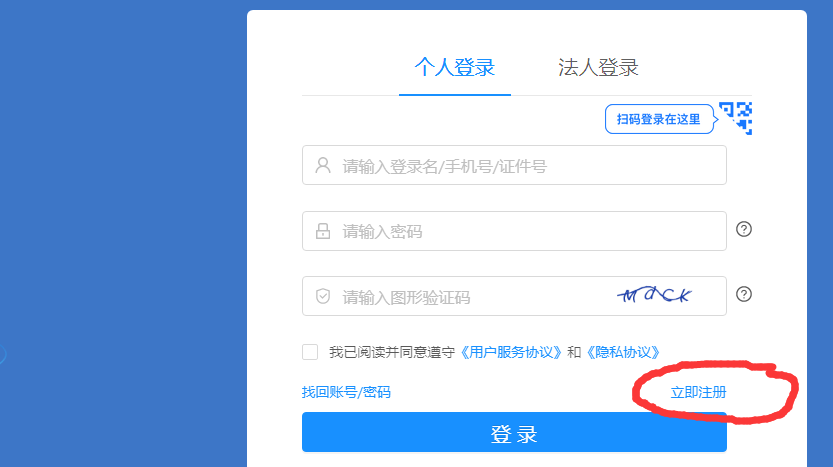 个人登录 法人登录
扫码登录在这里
请输入登录名/手机号/证件号
请输入密码
请输入图形验证码 MdCK
我已阅读并同意遵守《用户服务协议》和《隐私协议》
找回账号/密码 立即注册
登 录